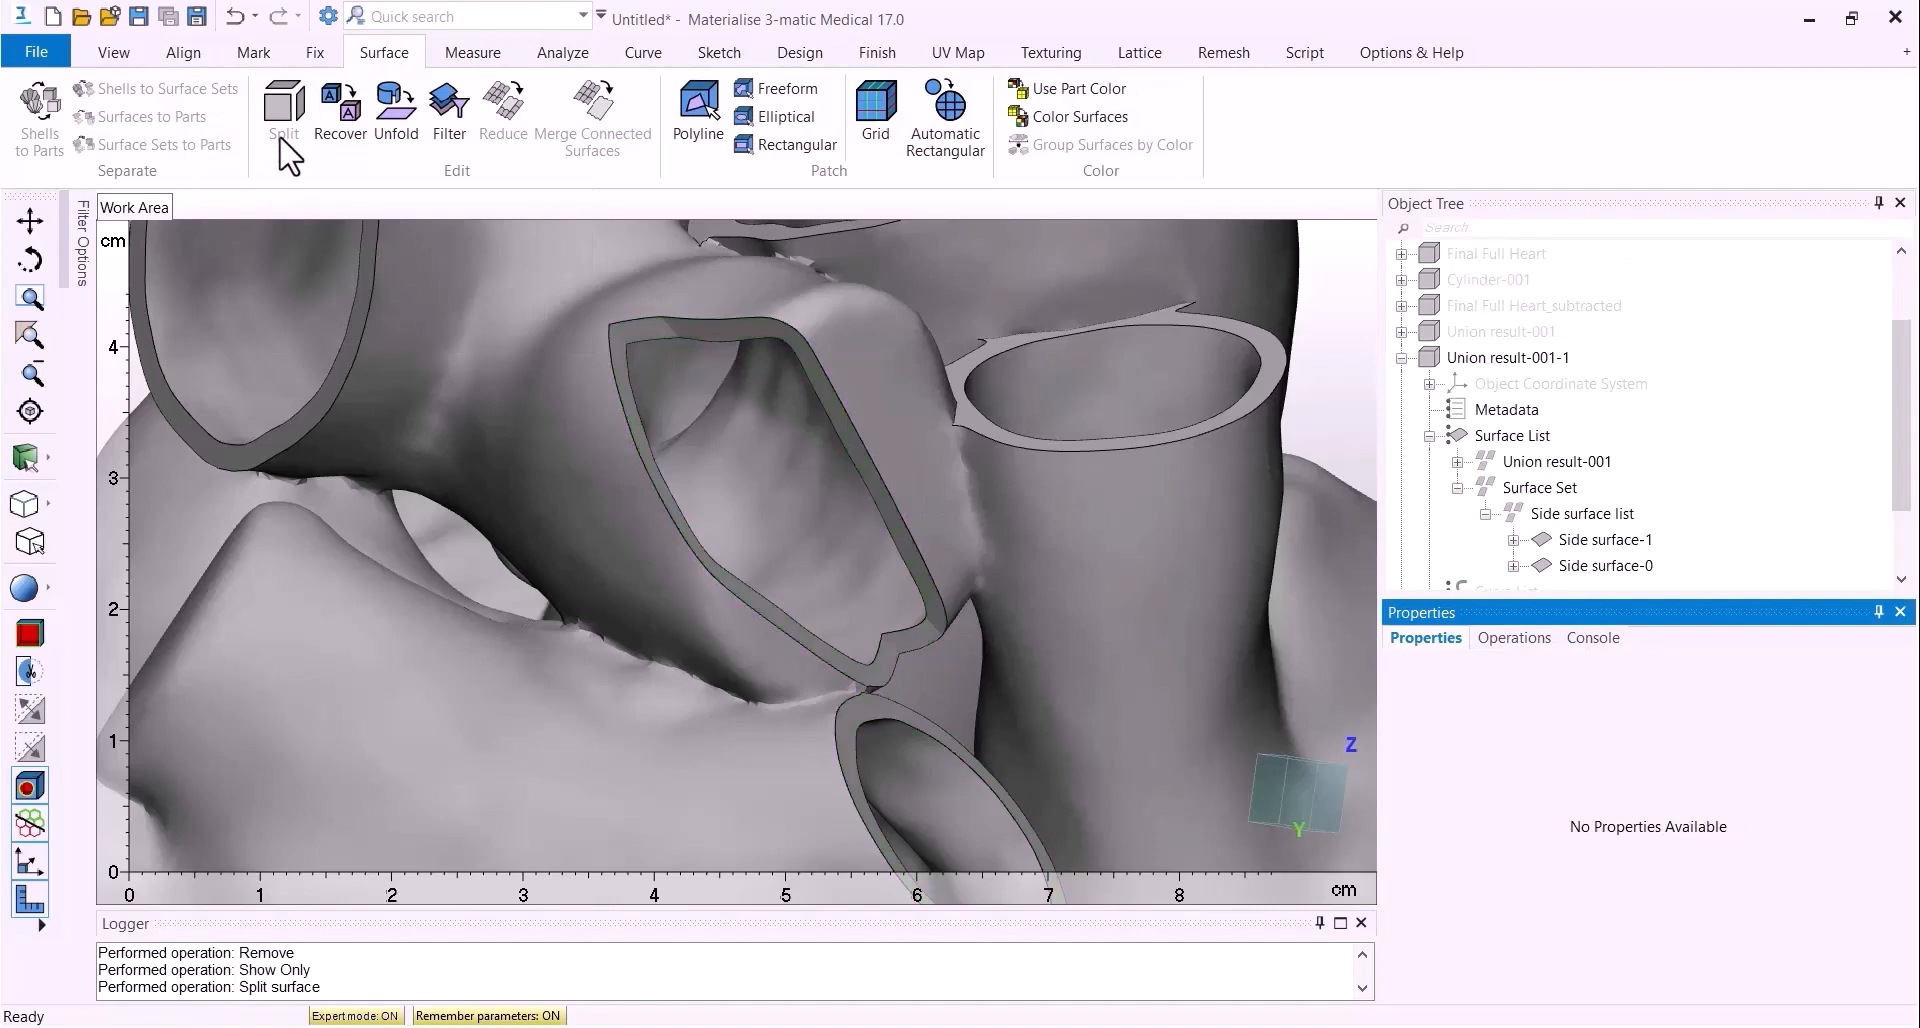 Quick search
Untitled* - Materialise 3-matic Medical 17.0
File
View
Align
Mark
Fix
Surface
Measure
Analyze
Curve
Sketch
Design
Finish
UV Map
Texturing
Lattice
Remesh
Script
Options & Help
Shells
to Parts
Shells to Surface Sets
Surfaces to Parts
Surface Sets to Parts
Separate
Split
Recover
Unfold
Filter
Reduce
Merge Connected
Surfaces
Edit
Polyline
Freeform
Elliptical
Rectangular
Grid
Automatic
Rectangular
Patch
Use Part Color
Color Surfaces
Group Surfaces by Color
Color
Filter Options
Work Area
cm
4
3
2
1
0
0
1
2
3
4
5
6
7
8
cm
Z
Y
Object Tree
Search
Final Full Heart
Cylinder-001
Final Full Heart_subtracted
Union result-001
Union result-001-1
Object Coordinate System
Metadata
Surface List
Union result-001
Surface Set
Side surface list
Side surface-1
Side surface-0
Properties
Properties
Operations
Console
No Properties Available
Logger
Performed operation: Remove
Performed operation: Show Only
Performed operation: Split surface
Ready
Expert mode: ON
Remember parameters: ON